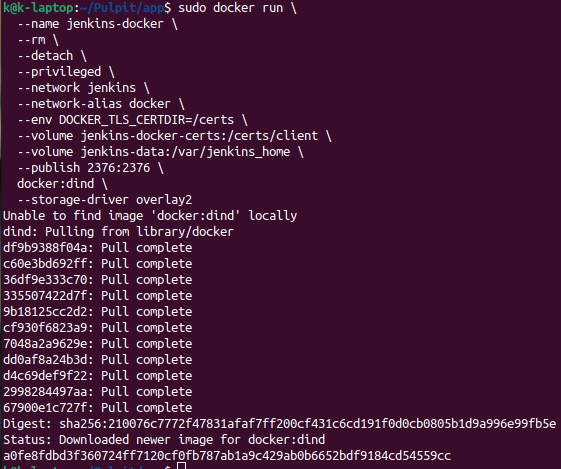 k@k-laptop:~/Pulpit/app$ sudo docker run \
  --name jenkins-docker \
  --rm \
  --detach \
  --privileged \
  --network jenkins \
  --network-alias docker \
  --env DOCKER_TLS_CERTDIR=/certs \
  --volume jenkins-docker-certs:/certs/client \
  --volume jenkins-data:/var/jenkins_home \
  --publish 2376:2376 \
  docker:dind \
  --storage-driver overlay2
Unable to find image 'docker:dind' locally
dind: Pulling from library/docker
df9b9388f04a: Pull complete
c60e3bd692ff: Pull complete
36df9e333c70: Pull complete
335507422d7f: Pull complete
9b18125cc2d2: Pull complete
cf930f6823a9: Pull complete
7048a2a9629e: Pull complete
dd0af8a24b3d: Pull complete
d4c69def9f22: Pull complete
2998284497aa: Pull complete
67900e1c727f: Pull complete
Digest: sha256:210076c7772f47831afaf7ff200cf431c6cd191f0d0cb0805b1d9a996e99fb5e
Status: Downloaded newer image for docker:dind
a0fe8fdbd3f360724ff7120cf0fb787ab1a9c429ab0b6652bdf9184cd54559cc
k@k-laptop:~/Pulpit/app$